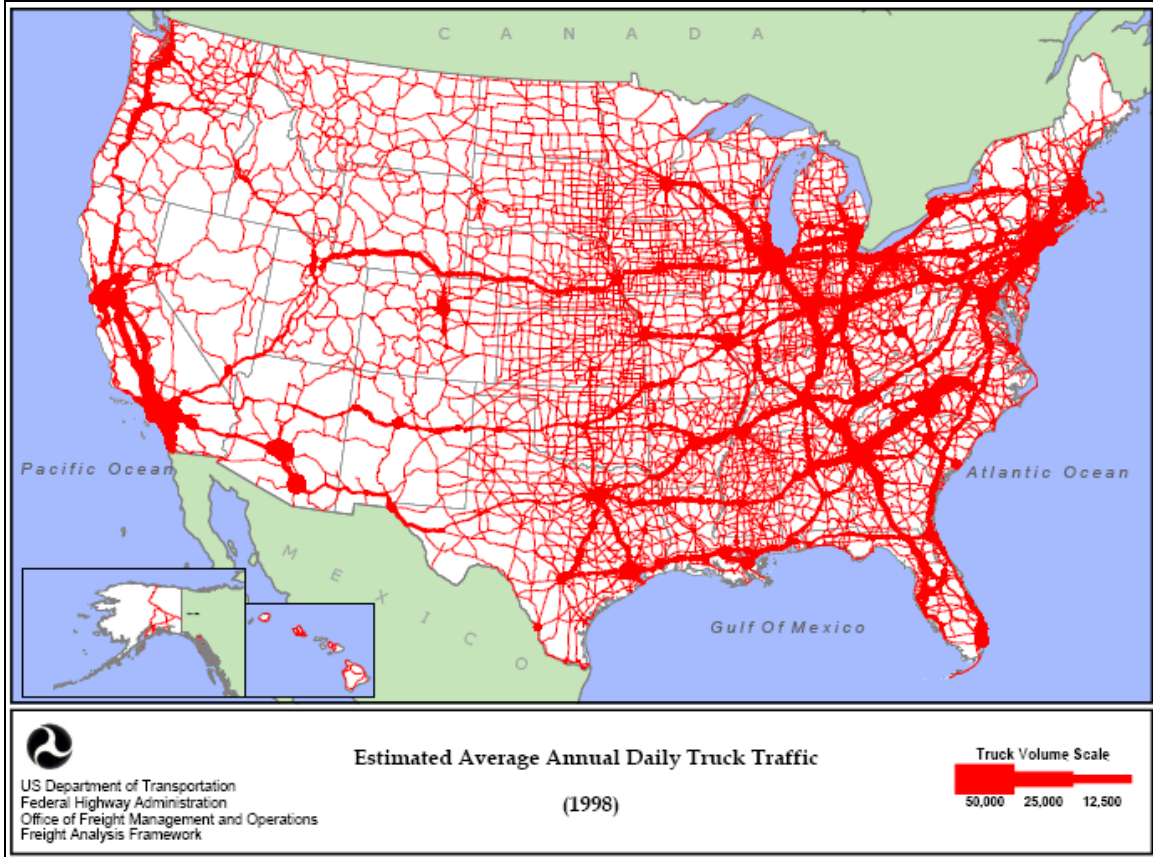 C A N A D A
Pacific Ocean
Atlantic Ocean
M E X I C O
Gulf Of Mexico
US Department of Transportation
Federal Highway Administration
Office of Freight Management and Operations
Freight Analysis Framework
Estimated Average Annual Daily Truck Traffic
(1998)
Truck Volume Scale
50,000 25,000 12,500